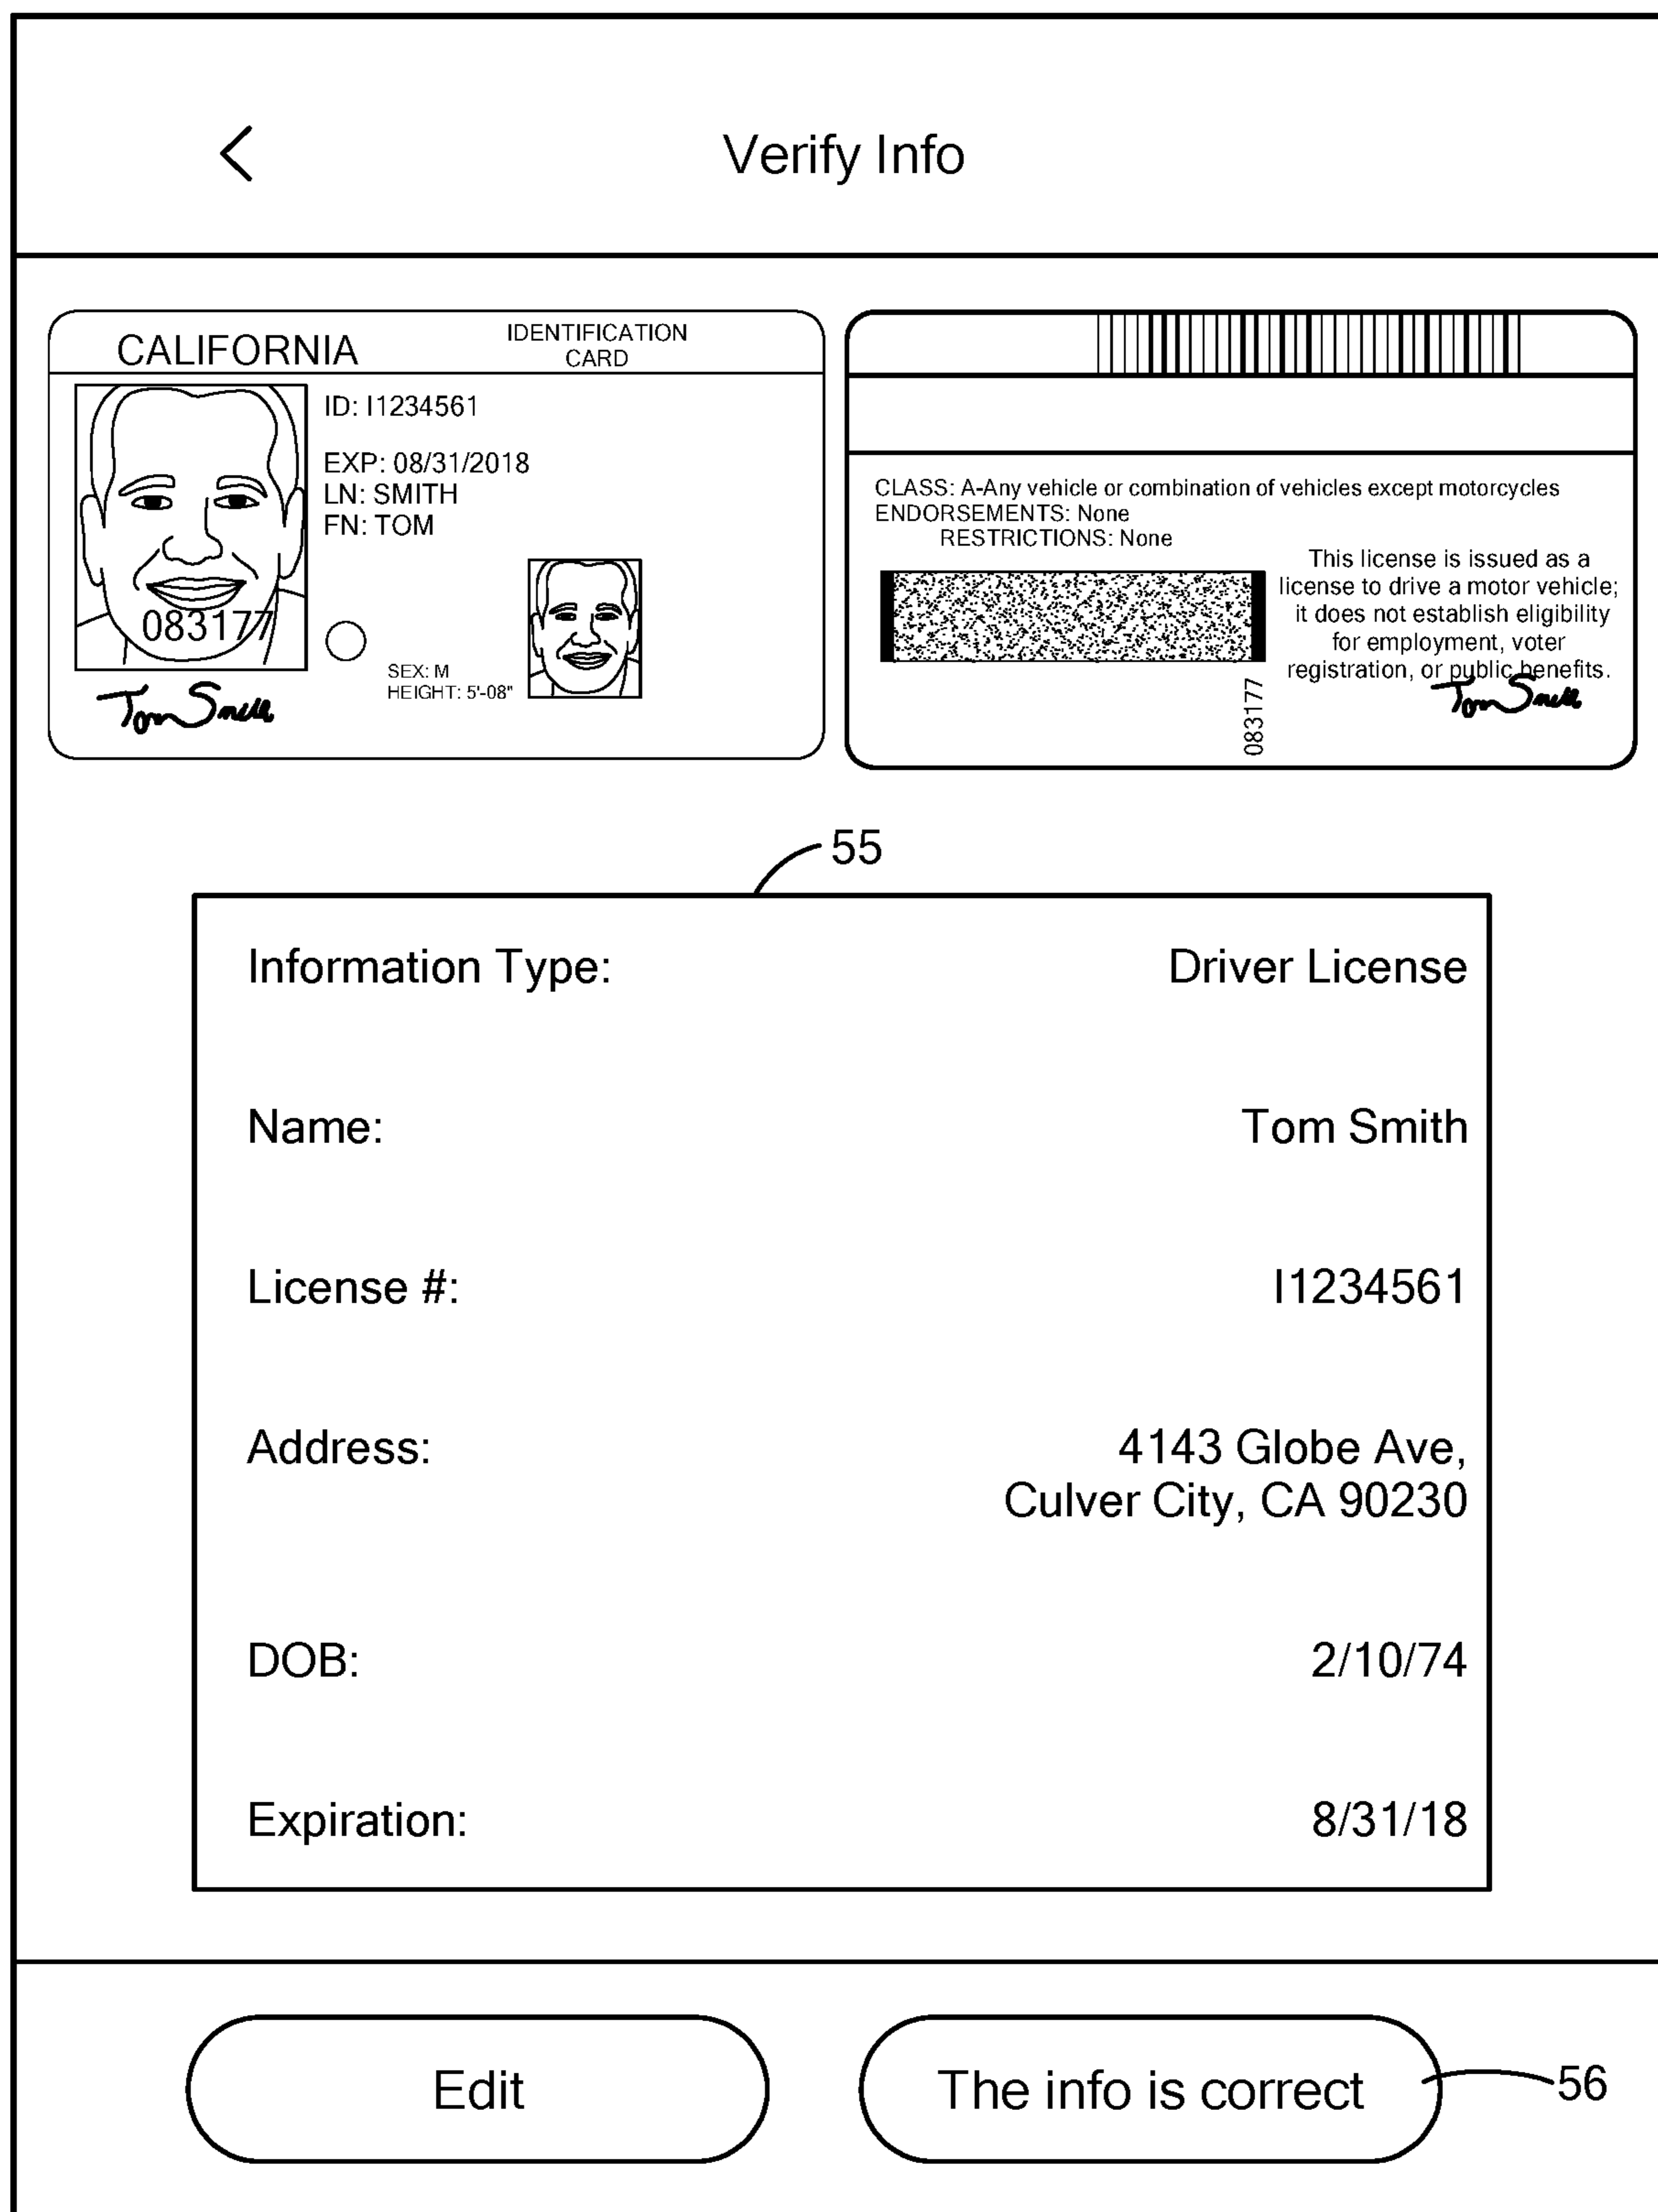 Verify Info
CALIFORNIA
IDENTIFICATION
CARD
ID: I1234561
EXP: 08/31/2018
LN: SMITH
FN: TOM
083177
SEX: M
HEIGHT: 5'-08"
Tom Smith
CLASS: A-Any vehicle or combination of vehicles except motorcycles
ENDORSEMENTS: None
RESTRICTIONS: None
This license is issued as a
license to drive a motor vehicle;
it does not establish eligibility
for employment, voter
registration, or public benefits.
Tom Smith
083177
55
Information Type: Driver License
Name: Tom Smith
License #: I1234561
Address: 4143 Globe Ave,
Culver City, CA 90230
DOB: 2/10/74
Expiration: 8/31/18
Edit
The info is correct
56